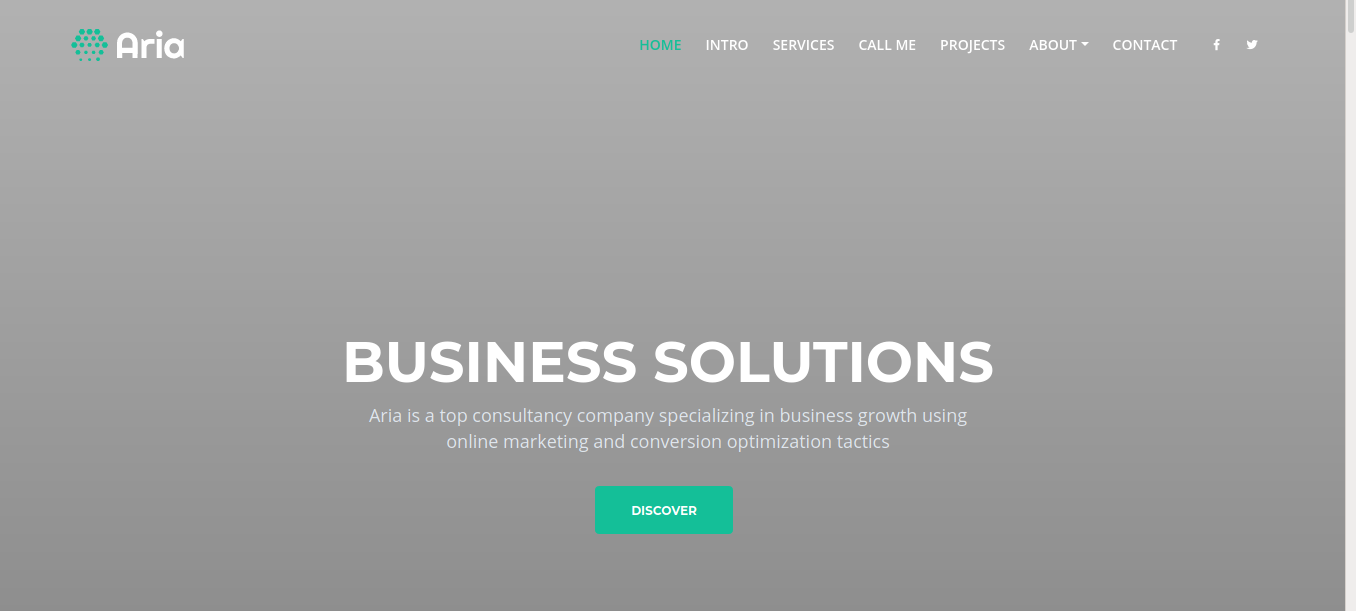 Aria
HOME INTRO SERVICES CALL ME PROJECTS ABOUT CONTACT
BUSINESS SOLUTIONS
Aria is a top consultancy company specializing in business growth using
online marketing and conversion optimization tactics
DISCOVER